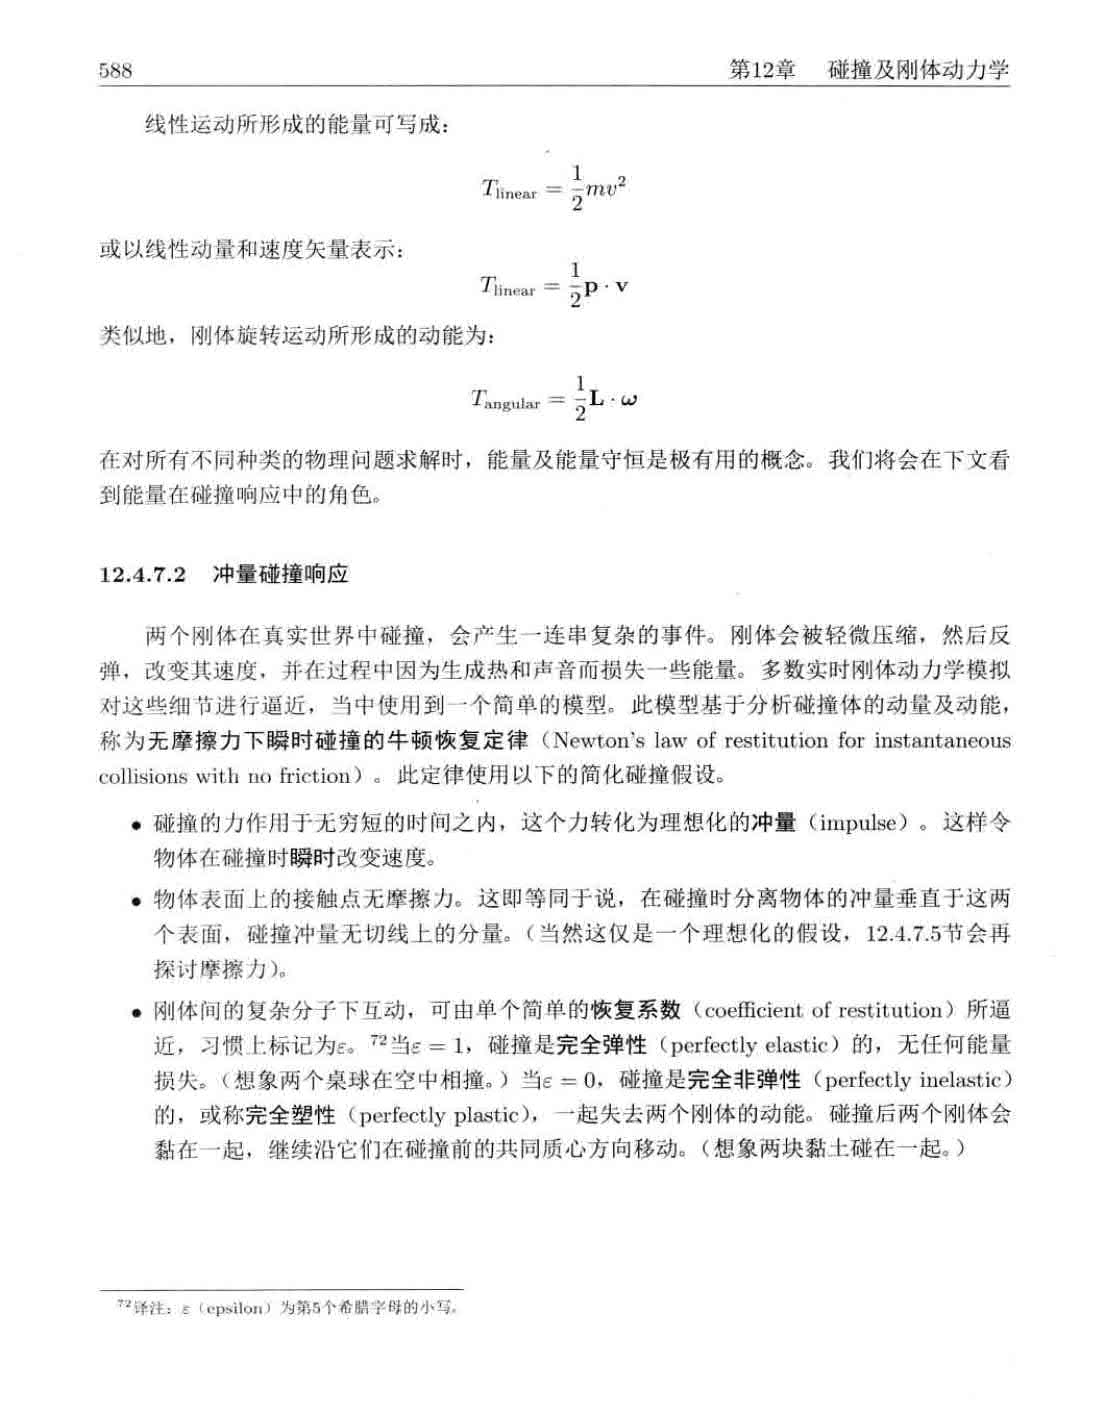 588 第12章 碰撞及刚体动力学
线性运动所形成的能量可写成：
T_linear = 1/2 mv²
或以线性动量和速度矢量表示：
T_linear = 1/2 p · v
类似地，刚体旋转运动所形成的动能为：
T_angular = 1/2 L · ω
在对所有不同种类的物理问题求解时，能量及能量守恒是极有用的概念。我们将会在下文看
到能量在碰撞响应中的角色。
12.4.7.2 冲量碰撞响应
两个刚体在真实世界中碰撞，会产生一连串复杂的事件。刚体会被轻微压缩，然后反
弹，改变其速度，并在过程中因为生成热和声音而损失一些能量。多数实时刚体动力学模拟
对这些细节进行逼近，当中使用到一个简单的模型。此模型基于分析碰撞体的动量及动能，
称为无摩擦力下瞬时碰撞的牛顿恢复定律（Newton's law of restitution for instantaneous
collisions with no friction）。此定律使用以下的简化碰撞假设。
• 碰撞的力作用于无穷短的时间之内，这个力转化为理想化的冲量（impulse）。这样令
物体在碰撞时瞬时改变速度。
• 物体表面上的接触点无摩擦力。这即等同于说，在碰撞时分离物体的冲量垂直于这两
个表面，碰撞冲量无切线上的分量。（当然这仅是一个理想化的假设，12.4.7.5节会再
探讨摩擦力）。
• 刚体间的复杂分子下互动，可由单个简单的恢复系数（coefficient of restitution）所逼
近，习惯上标记为ε。⁷²当ε = 1，碰撞是完全弹性（perfectly elastic）的，无任何能量
损失。（想象两个桌球在空中相撞。）当ε = 0，碰撞是完全非弹性（perfectly inelastic）
的，或称完全塑性（perfectly plastic），一起失去两个刚体的动能。碰撞后两个刚体会
黏在一起，继续沿它们在碰撞前的共同质心方向移动。（想象两块黏土碰在一起。）
⁷²译注：ε（epsilon）为第5个希腊字母的小写。